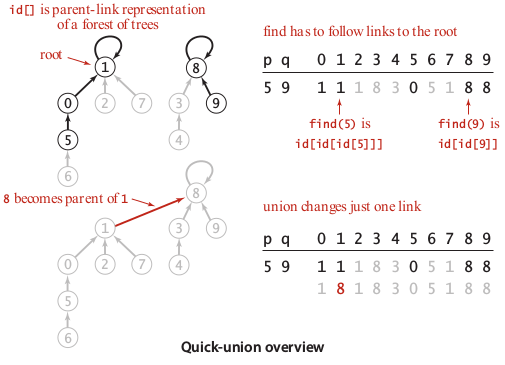 id[] is parent-link representation
of a forest of trees
root
1
8
0
2
7
3
9
5
4
6
find has to follow links to the root
p q 0 1 2 3 4 5 6 7 8 9
5 9 1 1 1 8 3 0 5 1 8 8
find(5) is
id[id[id[5]]]
find(9) is
id[id[9]]
8 becomes parent of 1
8
1
3
9
0
2
7
4
5
6
union changes just one link
p q 0 1 2 3 4 5 6 7 8 9
5 9 1 1 1 8 3 0 5 1 8 8
1 8 1 8 3 0 5 1 8 8
Quick-union overview